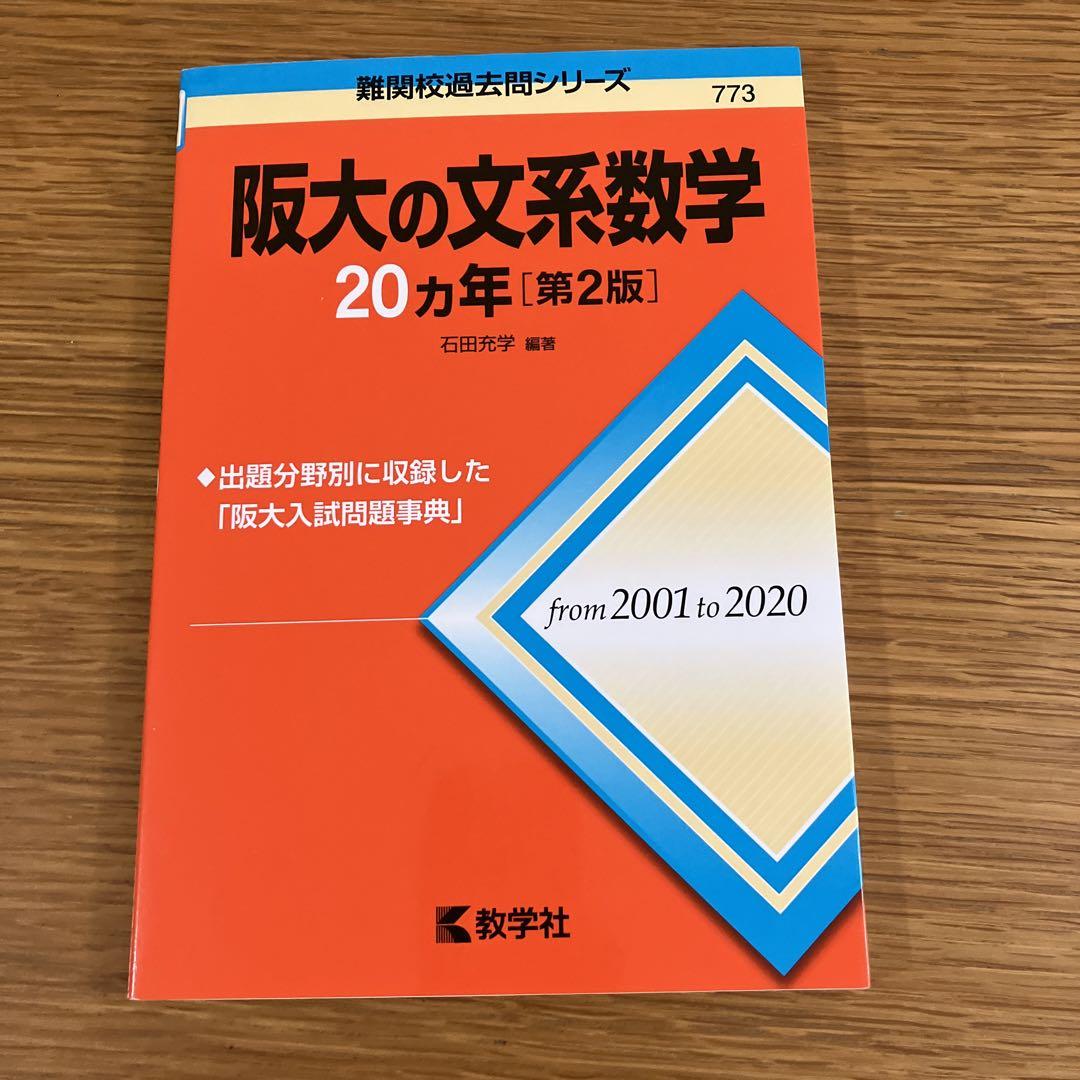 難関校過去問シリーズ
773
阪大の文系数学
20カ年[第2版]
石田充学 編著
◆出題分野別に収録した
「阪大入試問題事典」
from 2001 to 2020
教学社